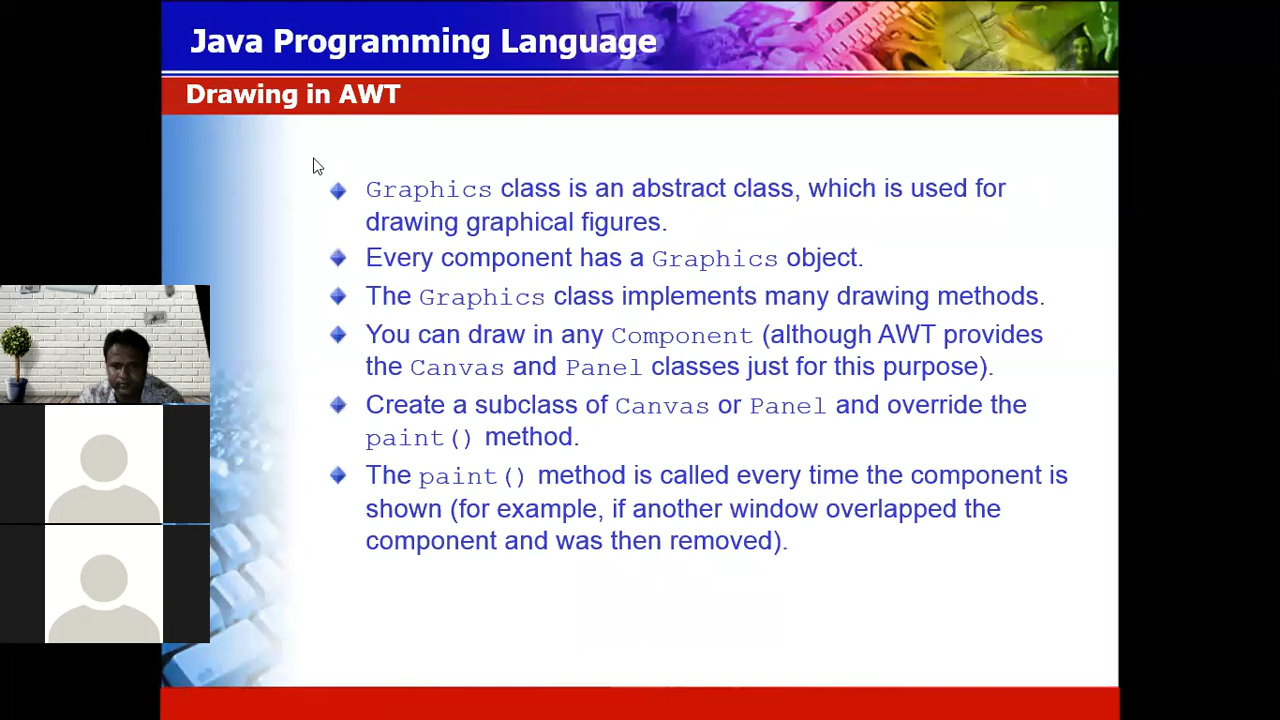 Java Programming Language
Drawing in AWT
Graphics class is an abstract class, which is used for
drawing graphical figures.
Every component has a Graphics object.
The Graphics class implements many drawing methods.
You can draw in any Component (although AWT provides
the Canvas and Panel classes just for this purpose).
Create a subclass of Canvas or Panel and override the
paint() method.
The paint() method is called every time the component is
shown (for example, if another window overlapped the
component and was then removed).